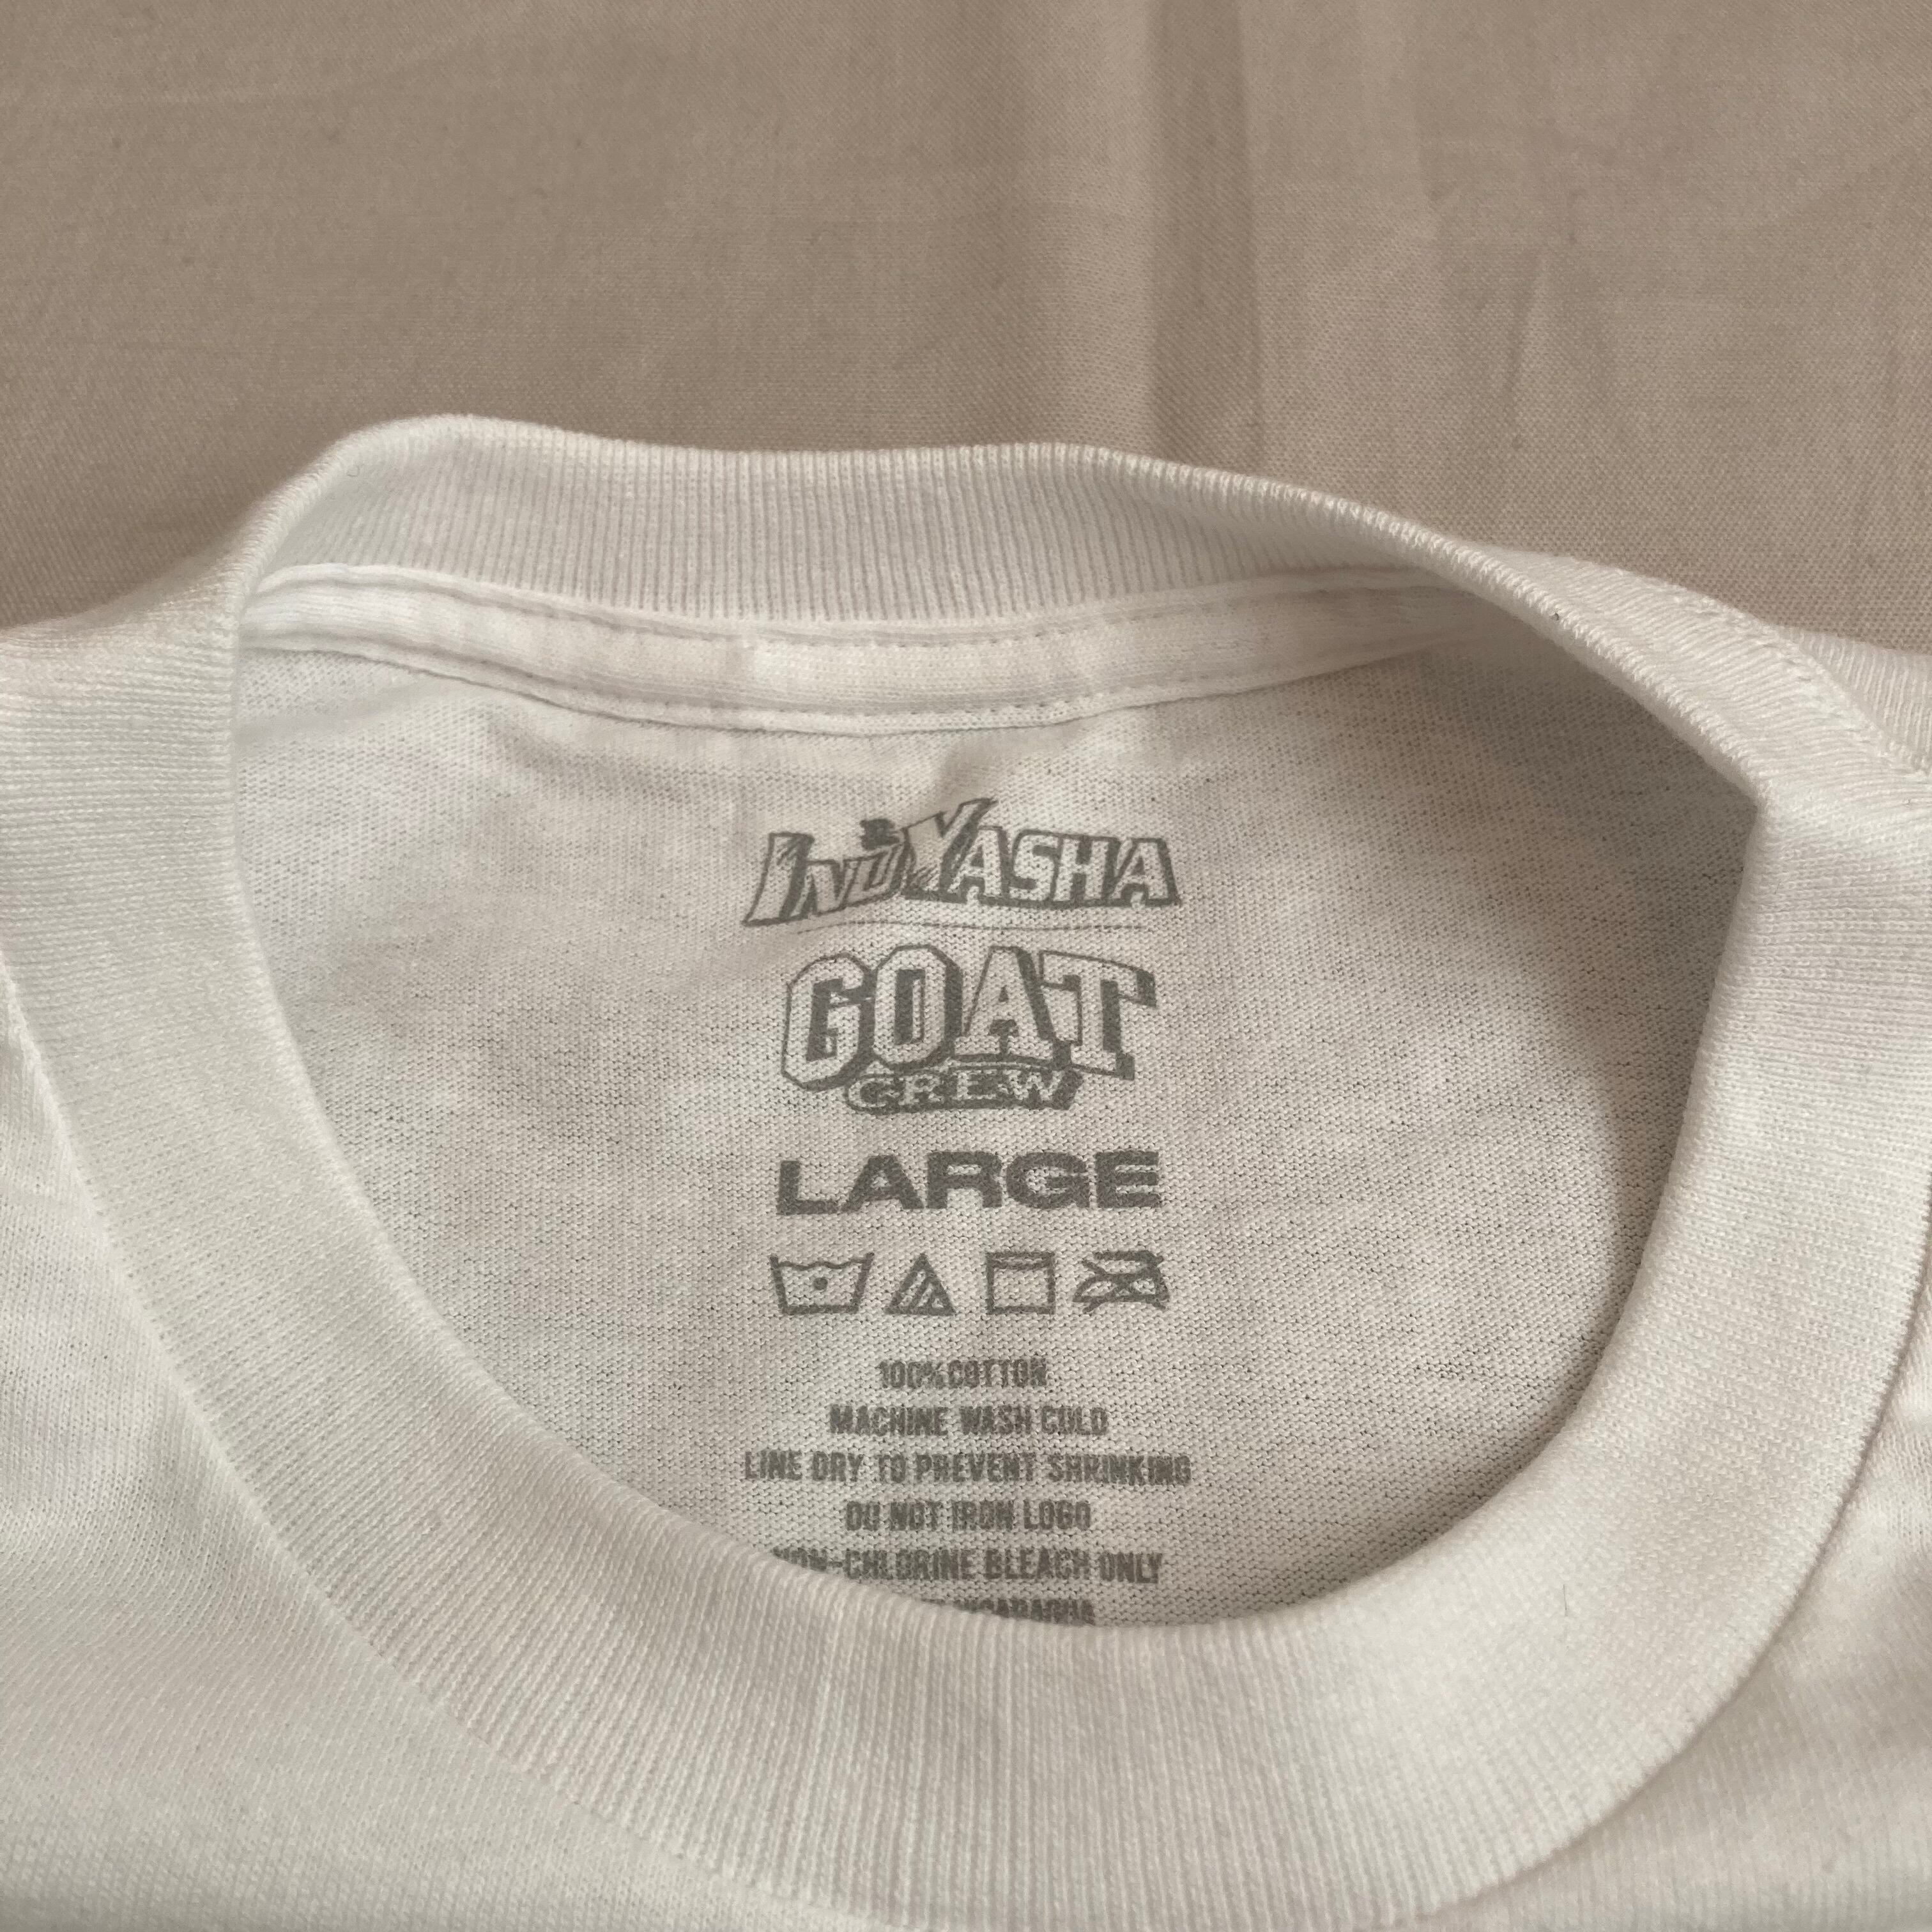 INUYASHA
GOAT
CREW
LARGE
100% COTTON
MACHINE WASH COLD
LINE DRY TO PREVENT SHRINKING
DO NOT IRON LOGO
NON-CHLORINE BLEACH ONLY
NICARAGUA